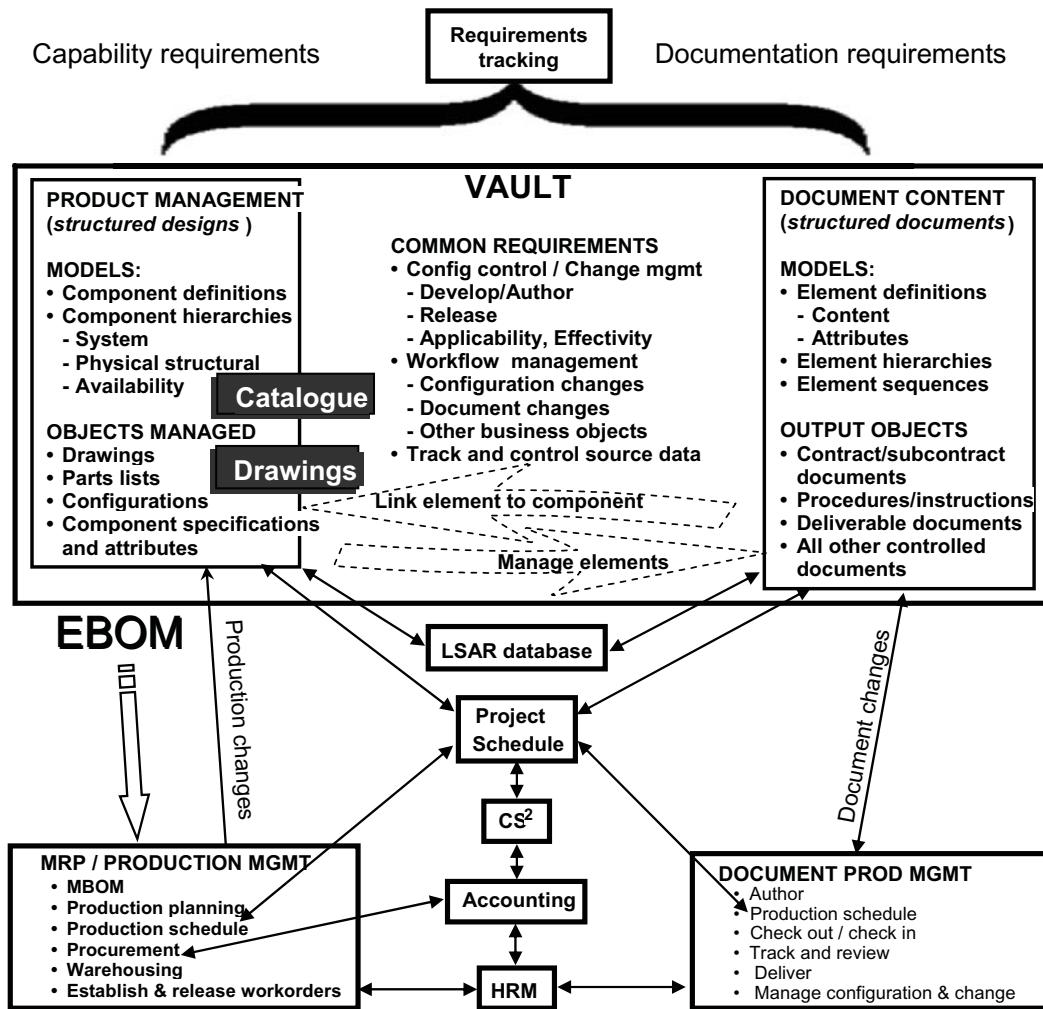 Requirements
tracking
Capability requirements
Documentation requirements
VAULT
PRODUCT MANAGEMENT
(structured designs )
MODELS:
• Component definitions
• Component hierarchies
- System
- Physical structural
- Availability
Catalogue
OBJECTS MANAGED
• Drawings
• Parts lists
• Configurations
• Component specifications
and attributes
Drawings
COMMON REQUIREMENTS
• Config control / Change mgmt
- Develop/Author
- Release
- Applicability, Effectivity
• Workflow management
- Configuration changes
- Document changes
- Other business objects
• Track and control source data
Link element to component
Manage elements
DOCUMENT CONTENT
(structured documents )
MODELS:
• Element definitions
- Content
- Attributes
• Element hierarchies
• Element sequences
OUTPUT OBJECTS
• Contract/subcontract
documents
• Procedures/instructions
• Deliverable documents
• All other controlled
documents
EBOM
Production changes
LSAR database
Project
Schedule
Document changes
CS²
Accounting
HRM
MRP / PRODUCTION MGMT
• MBOM
• Production planning
• Production schedule
• Procurement
• Warehousing
• Establish & release workorders
DOCUMENT PROD MGMT
• Author
• Production schedule
• Check out / check in
• Track and review
• Deliver
• Manage configuration & change